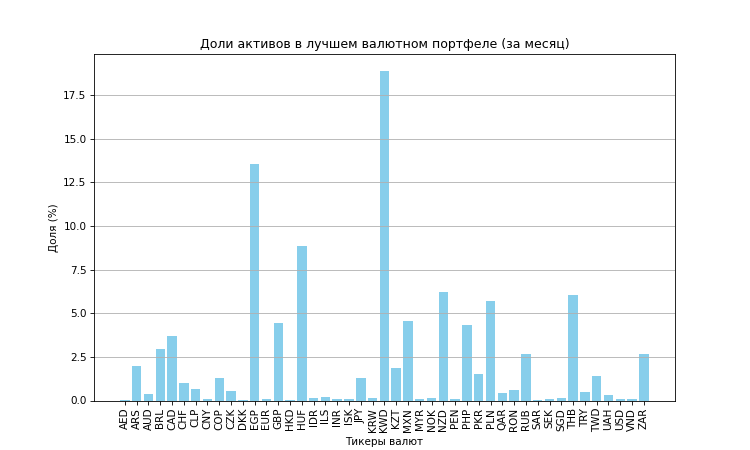 Доли активов в лучшем валютном портфеле (за месяц)
Доля (%)
17.5
15.0
12.5
10.0
7.5
5.0
2.5
0.0
AED ARS AUD BRL CAD CHF CLP CNY COP CZK DKK EGP EUR GBP HKD HUF IDR ILS INR ISK JPY KRW KWD KZT MXN MYR NOK NZD PEN PHP PKR PLN QAR RON RUB SAR SEK SGD THB TRY TWD UAH USD VND ZAR
Тикеры валют